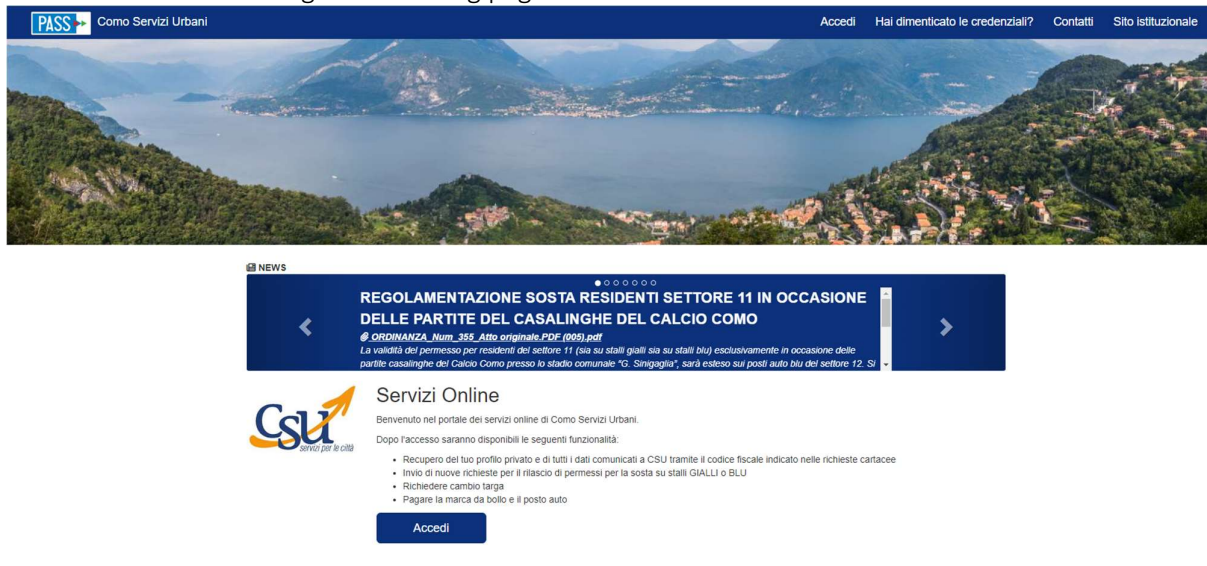 PASS Como Servizi Urbani Accedi Hai dimenticato le credenziali? Contatti Sito istituzionale
NEWS
REGOLAMENTAZIONE SOSTA RESIDENTI SETTORE 11 IN OCCASIONE
DELLE PARTITE DEL CASALINGHE DEL CALCIO COMO
ORDINANZA_Num_355_Atto originale.PDF (005).pdf
La validità del permesso per residenti del settore 11 (sia su stalli gialli sia su stalli blu) esclusivamente in occasione delle
partite casalinghe del Calcio Como presso lo stadio comunale "G. Sinigaglia", sarà esteso sui posti auto blu del settore 12. Si
Csu
servizi per le città
Servizi Online
Benvenuto nel portale dei servizi online di Como Servizi Urbani.
Dopo l'accesso saranno disponibili le seguenti funzionalità:
• Recupero del tuo profilo privato e di tutti i dati comunicati a CSU tramite il codice fiscale indicato nelle richieste cartacee
• Invio di nuove richieste per il rilascio di permessi per la sosta su stalli GIALLI o BLU
• Richiedere cambio targa
• Pagare la marca da bollo e il posto auto
Accedi